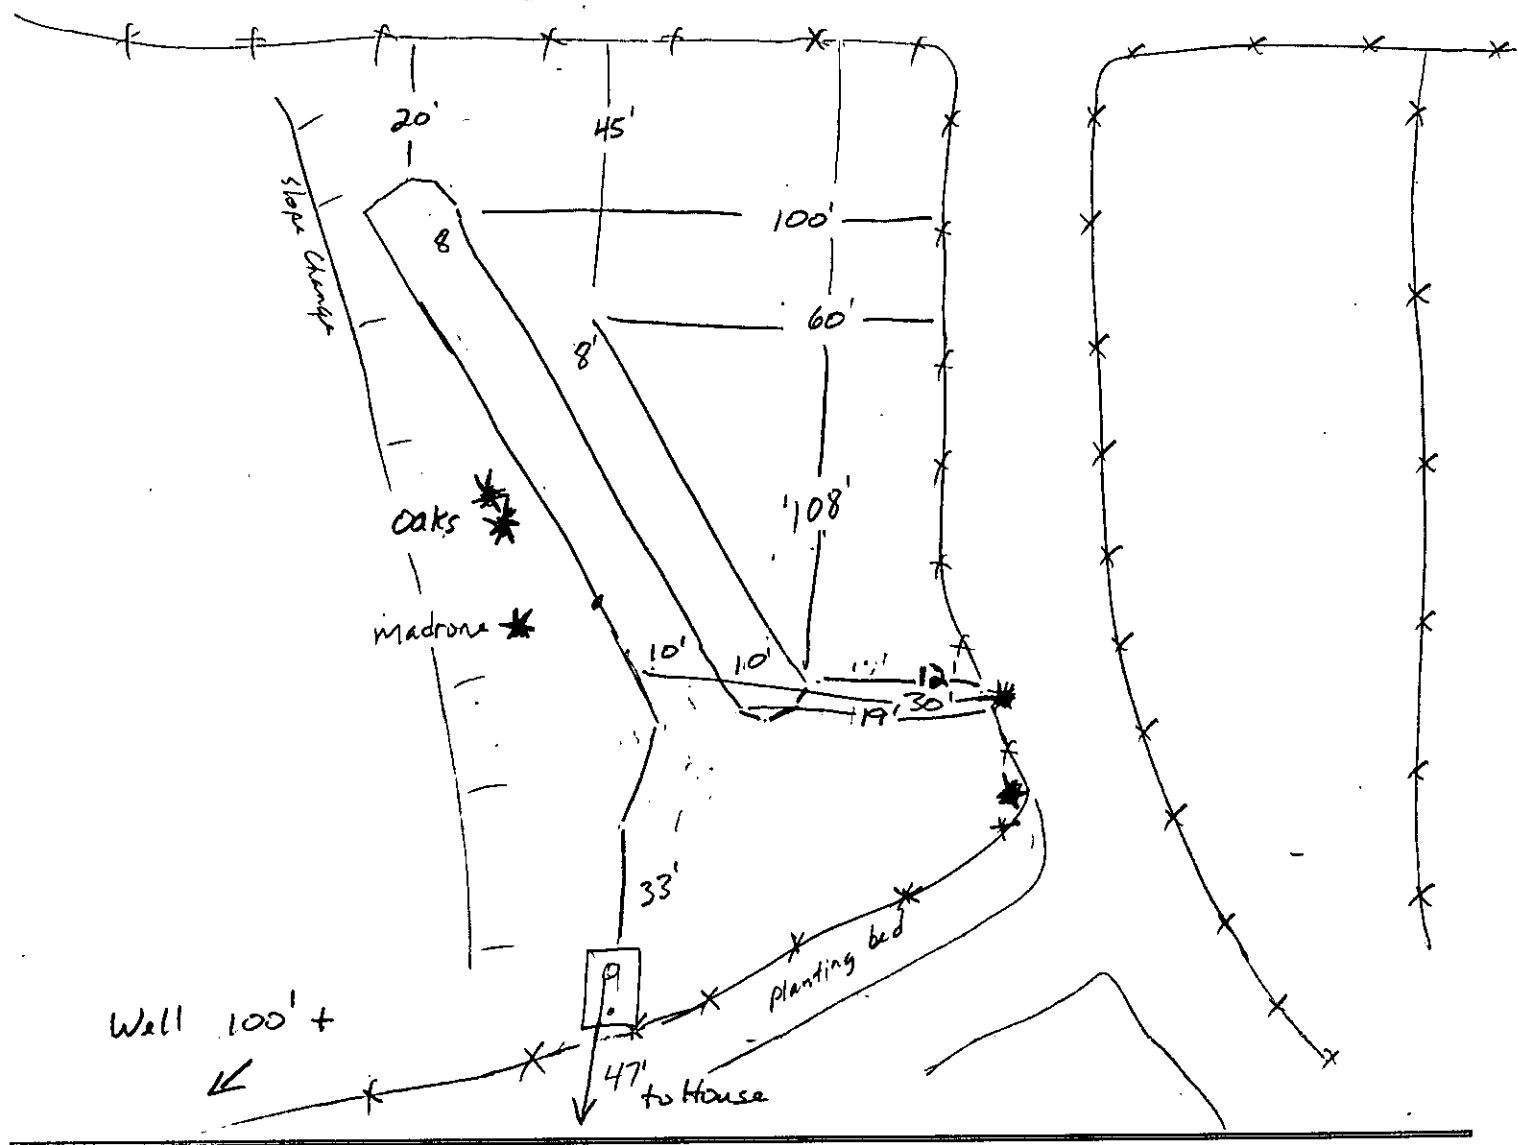 20'
45'
slope change
100'
8
60'
8'
'108'
oaks
madrone
10'
10'
12'
30'
19'
33'
planting bed
Well 100'+
47'
to House